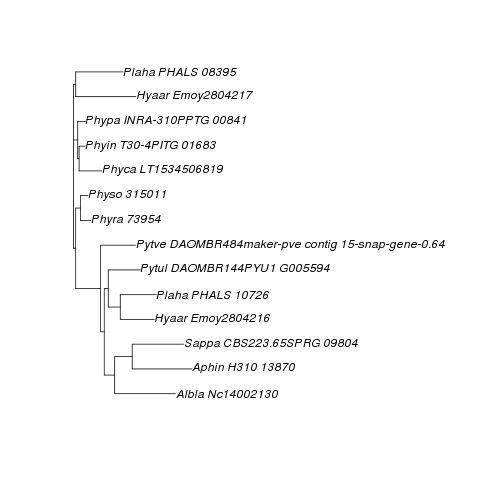 Plaha PHALS 08395
Hyaar Emoy2804217
Phypa INRA-310PPTG 00841
Phyin T30-4PITG 01683
Phyca LT1534506819
Physo 315011
Phyra 73954
Pytve DAOMBR484maker-pve contig 15-snap-gene-0.64
Pytul DAOMBR144PYU1 G005594
Plaha PHALS 10726
Hyaar Emoy2804216
Sappa CBS223.65SPRG 09804
Aphin H310 13870
Albla Nc14002130